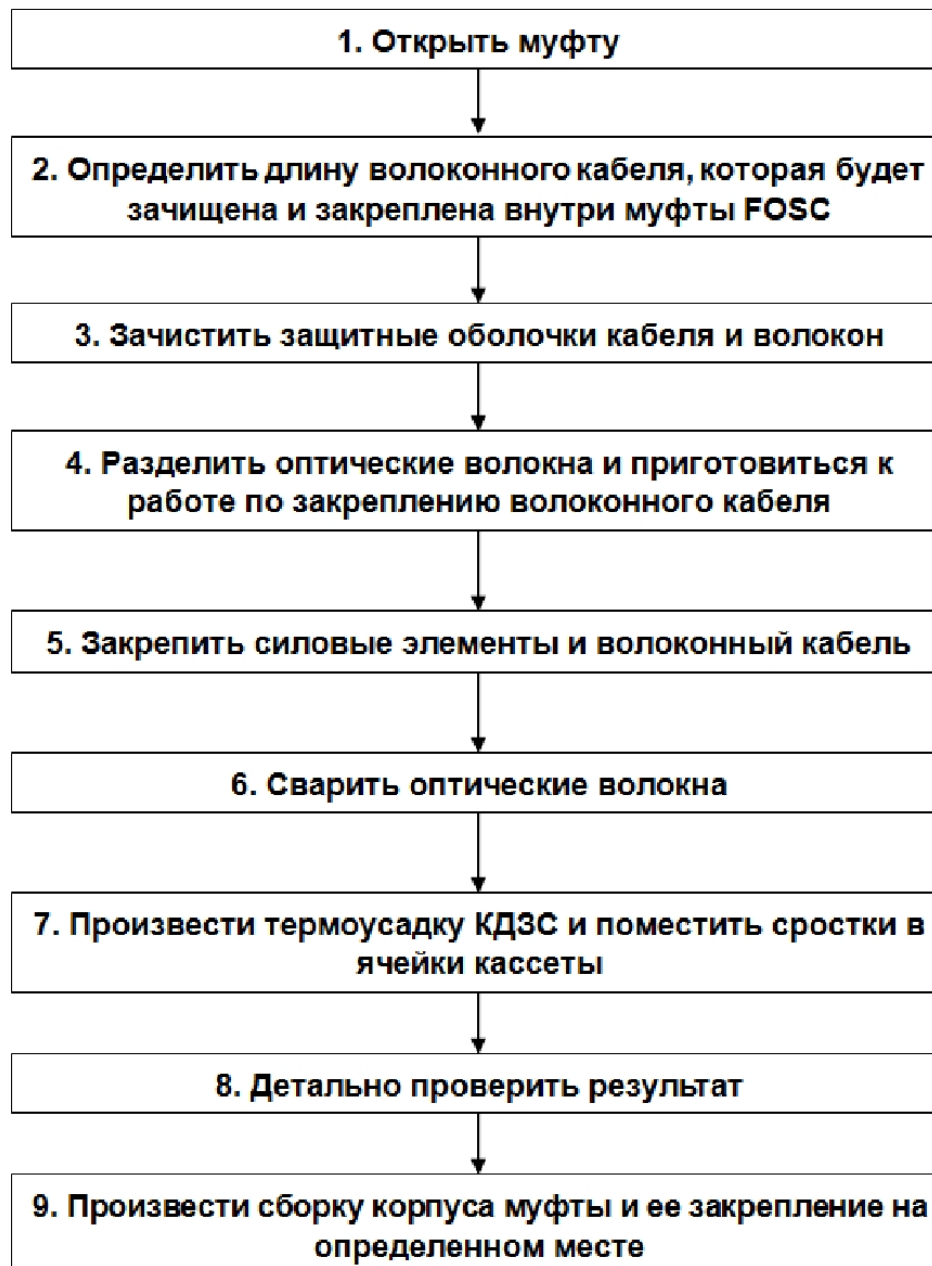 1. Открыть муфту
2. Определить длину волоконного кабеля, которая будет
зачищена и закреплена внутри муфты FOSC
3. Зачистить защитные оболочки кабеля и волокон
4. Разделить оптические волокна и приготовиться к
работе по закреплению волоконного кабеля
5. Закрепить силовые элементы и волоконный кабель
6. Сварить оптические волокна
7. Произвести термоусадку КДЗС и поместить сростки в
ячейки кассеты
8. Детально проверить результат
9. Произвести сборку корпуса муфты и ее закрепление на
определенном месте